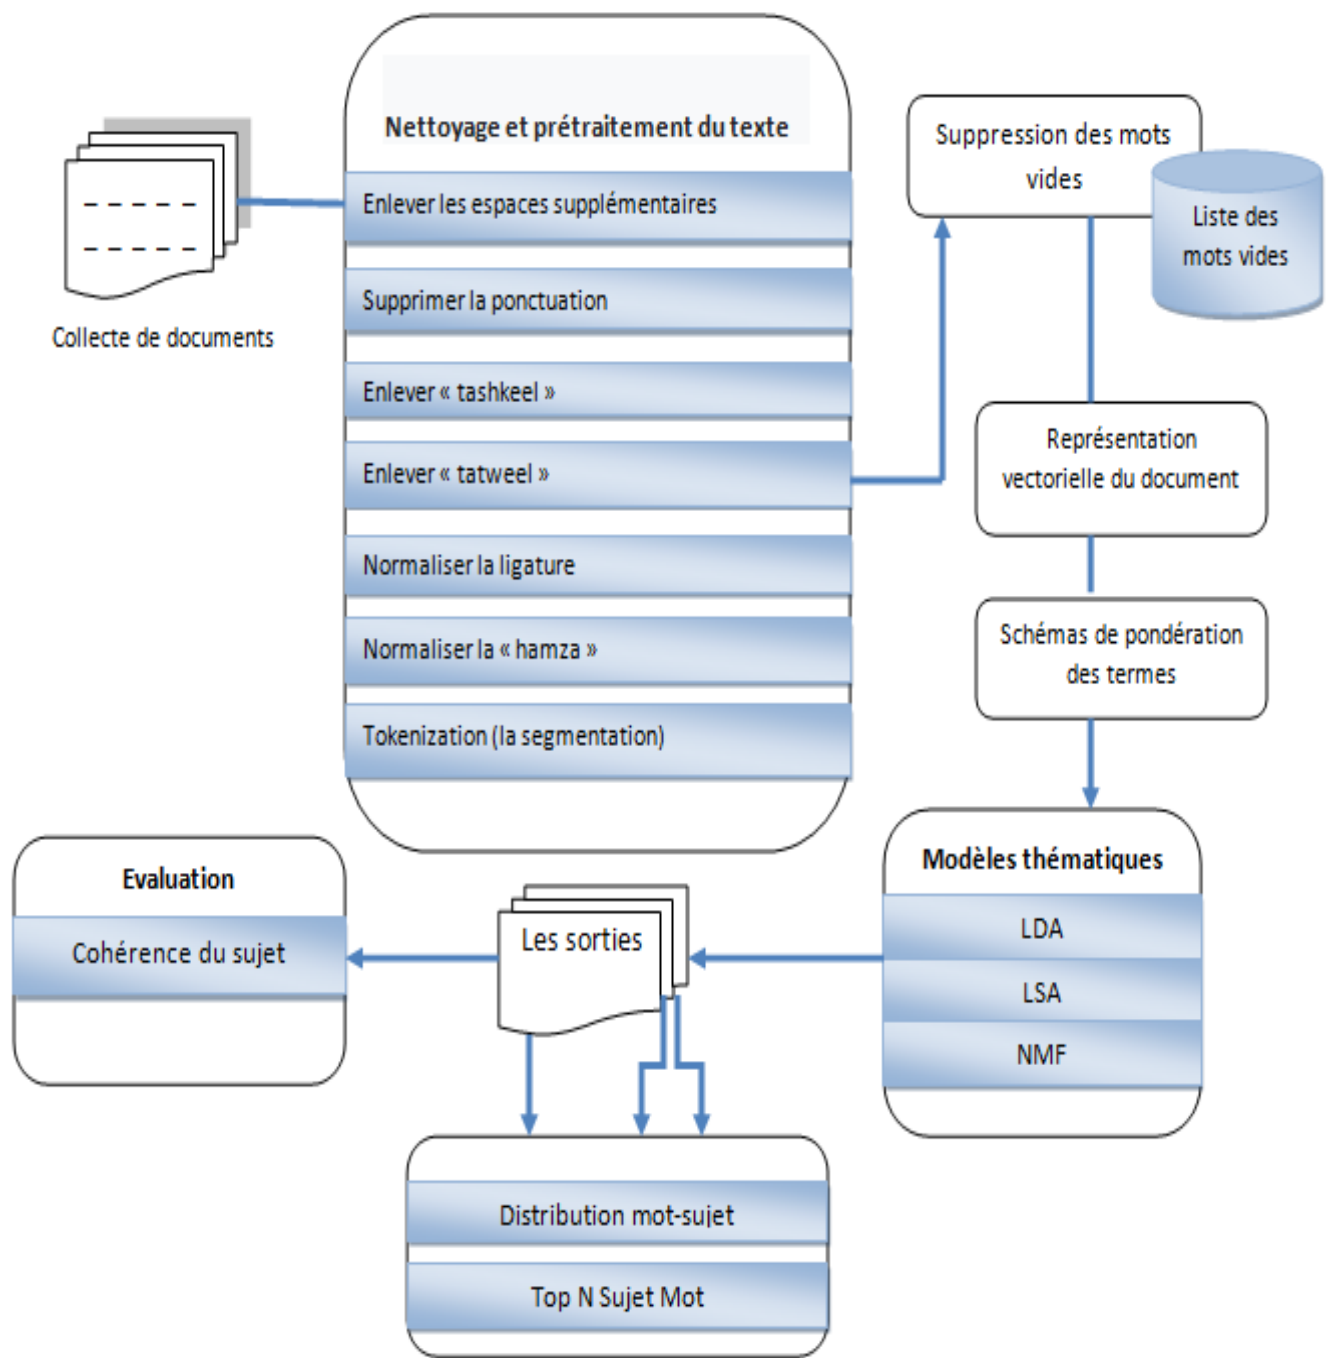 Collecte de documents
Nettoyage et prétraitement du texte
Enlever les espaces supplémentaires
Supprimer la ponctuation
Enlever « tashkeel »
Enlever « tatweel »
Normaliser la ligature
Normaliser la « hamza »
Tokenization (la segmentation)
Suppression des mots
vides
Liste des
mots vides
Représentation
vectorielle du document
Schémas de pondération
des termes
Modèles thématiques
LDA
LSA
NMF
Les sorties
Evaluation
Cohérence du sujet
Distribution mot-sujet
Top N Sujet Mot